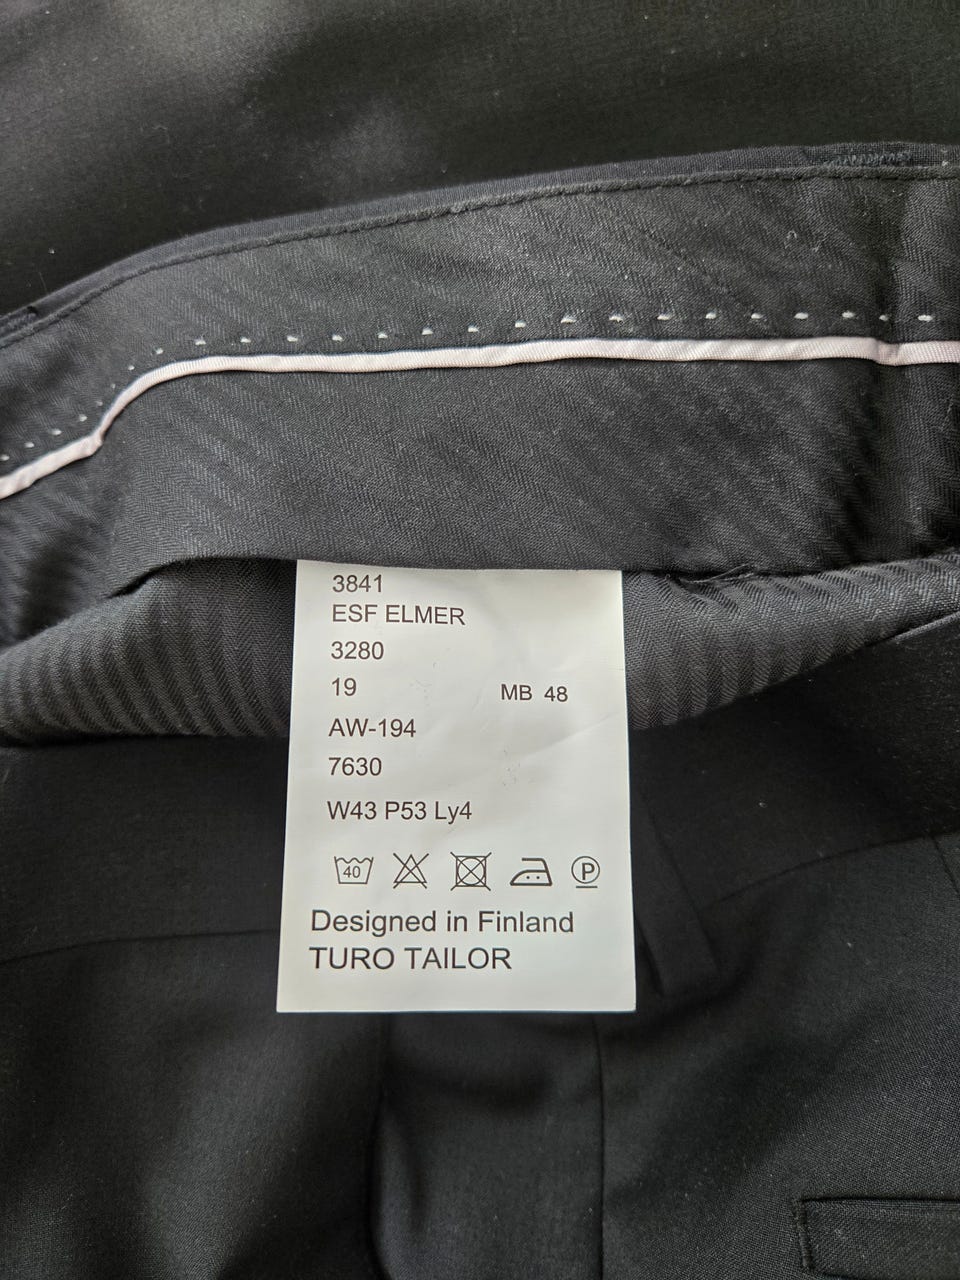 3841
ESF ELMER
3280
19 MB 48
AW-194
7630
W43 P53 Ly4
40 P
Designed in Finland
TURO TAILOR